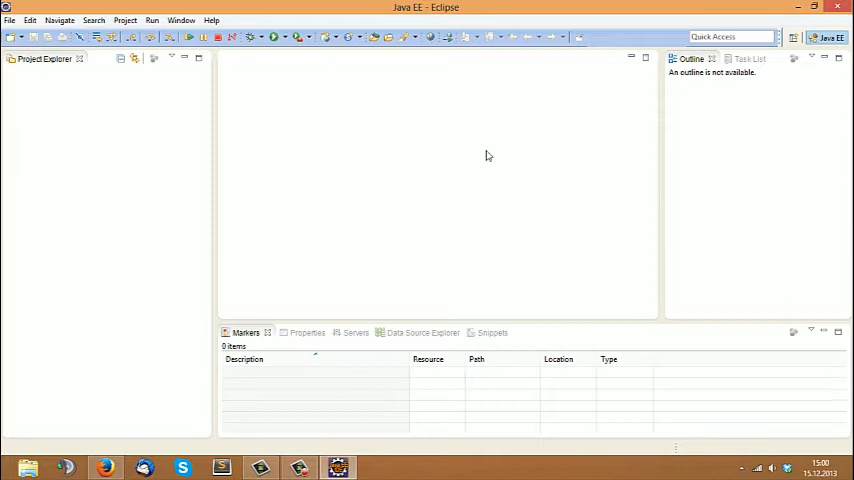 Java EE - Eclipse
File Edit Navigate Search Project Run Window Help
Quick Access
Java EE
Project Explorer
Outline
Task List
An outline is not available.
Markers
Properties
Servers
Data Source Explorer
Snippets
0 items
Description Resource Path Location Type
15:00
15.12.2013